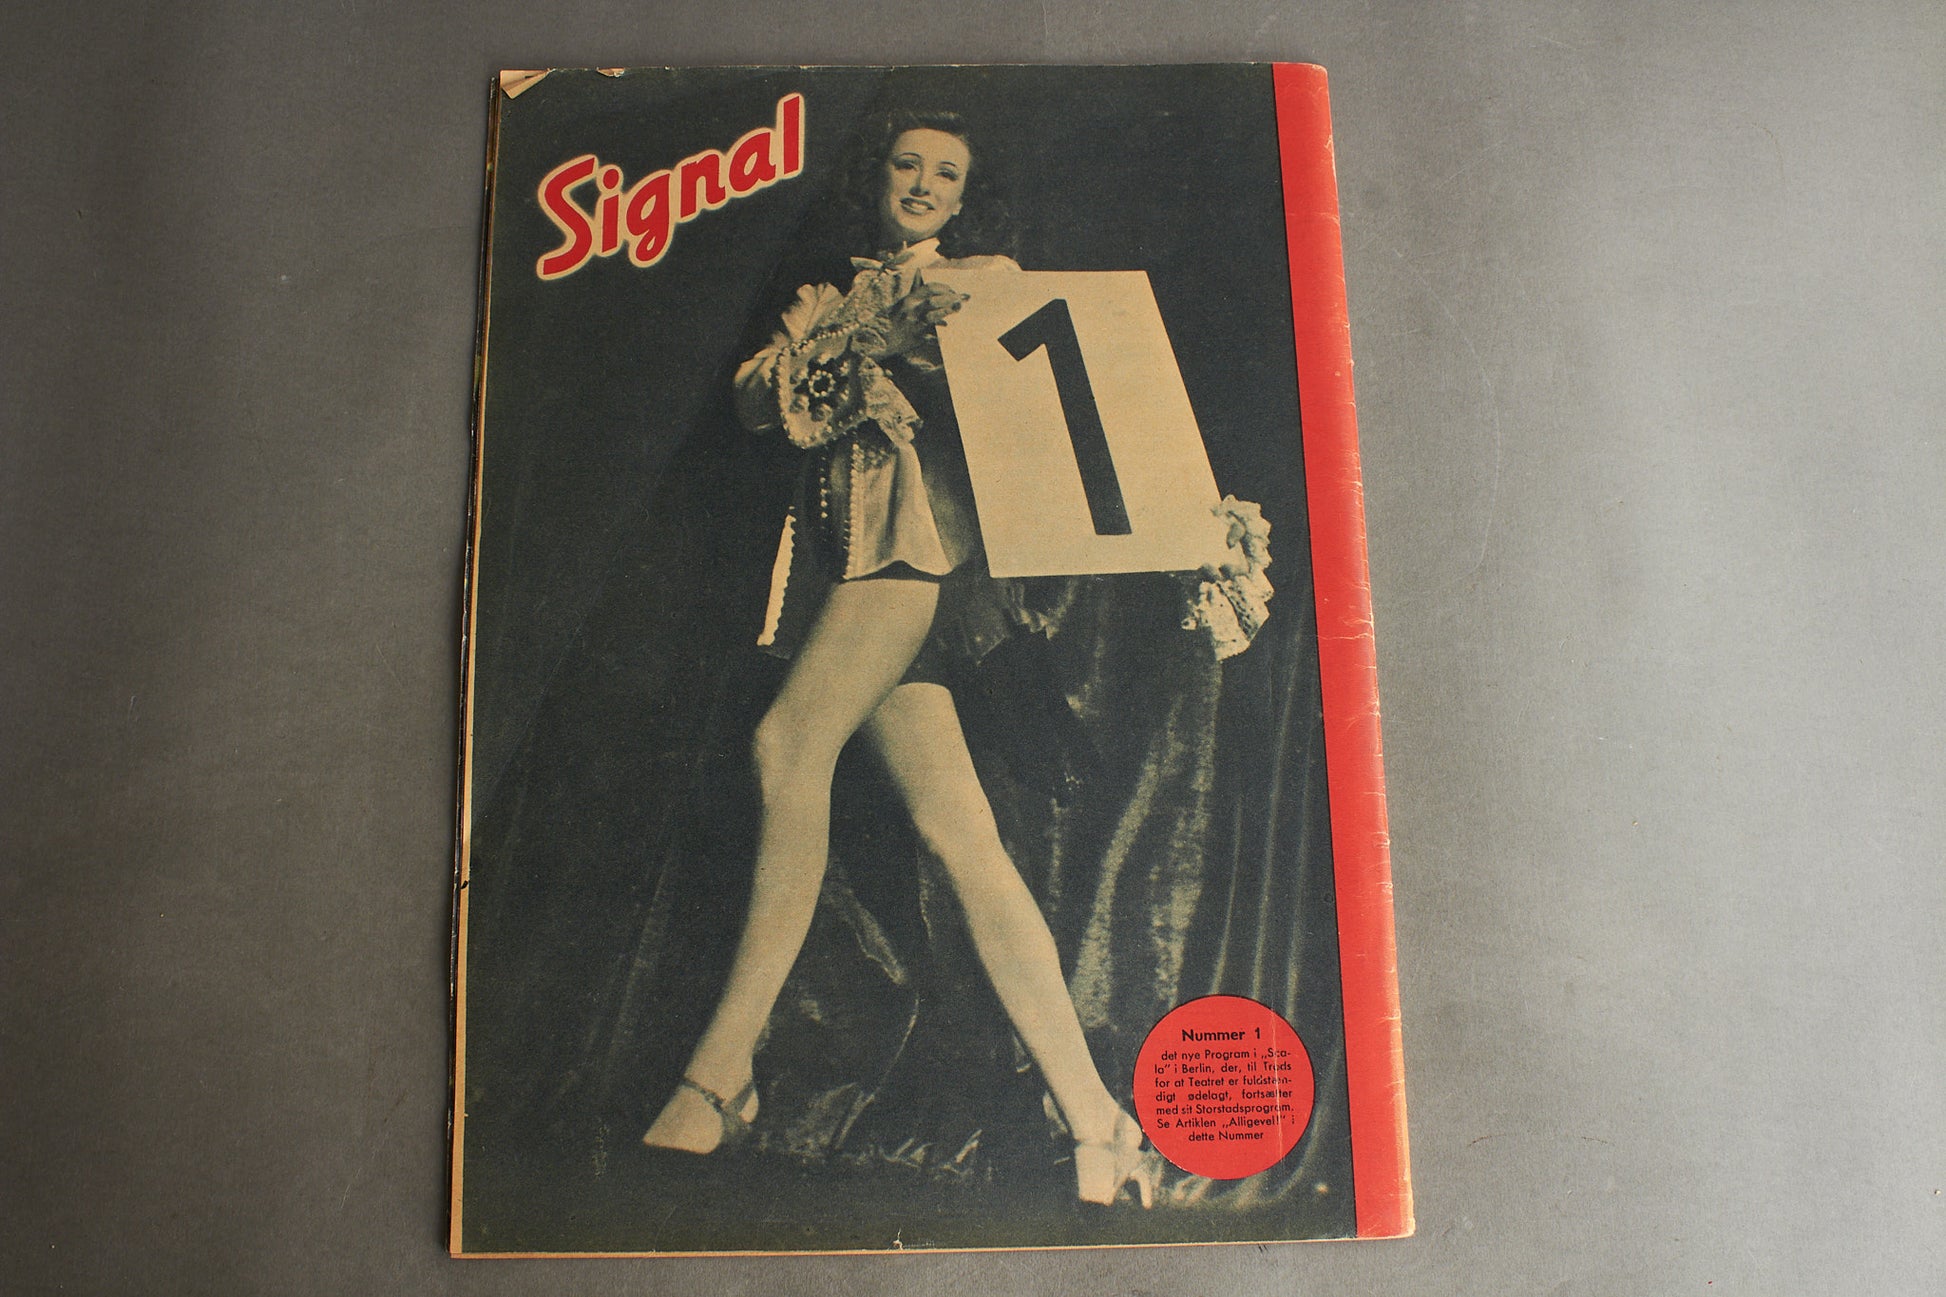 Signal
1
Nummer 1
det nye Program i „Sca-
la” i Berlin, der, til Trods
for at Teatret er fuldstæn-
digt ødelagt, fortsætter
med sit Storstadsprogram.
Se Artiklen „Alligevel!” i
dette Nummer